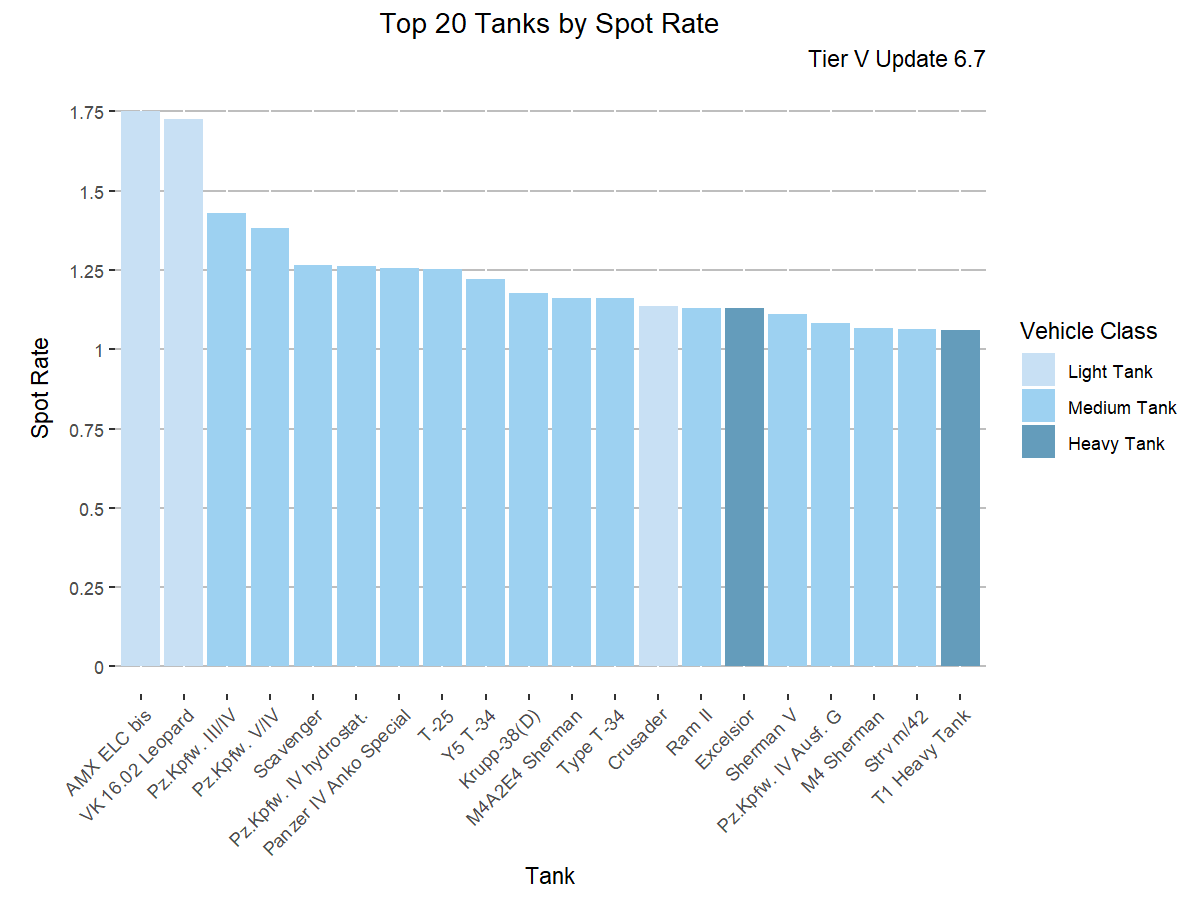 Top 20 Tanks by Spot Rate
Tier V Update 6.7
1.75
1.5
1.25
1
0.75
0.5
0.25
0
Spot Rate
AMX ELC bis
VK 16.02 Leopard
Pz.Kpfw. III/IV
Pz.Kpfw. V/IV
Scavenger
Pz.Kpfw. IV hydrostat.
Panzer IV Anko Special
T-25
Y5 T-34
Krupp-38(D)
M4A2E4 Sherman
Type T-34
Crusader
Ram II
Excelsior
Sherman V
Pz.Kpfw. IV Ausf. G
M4 Sherman
Strv m/42
T1 Heavy Tank
Tank
Vehicle Class
Light Tank
Medium Tank
Heavy Tank